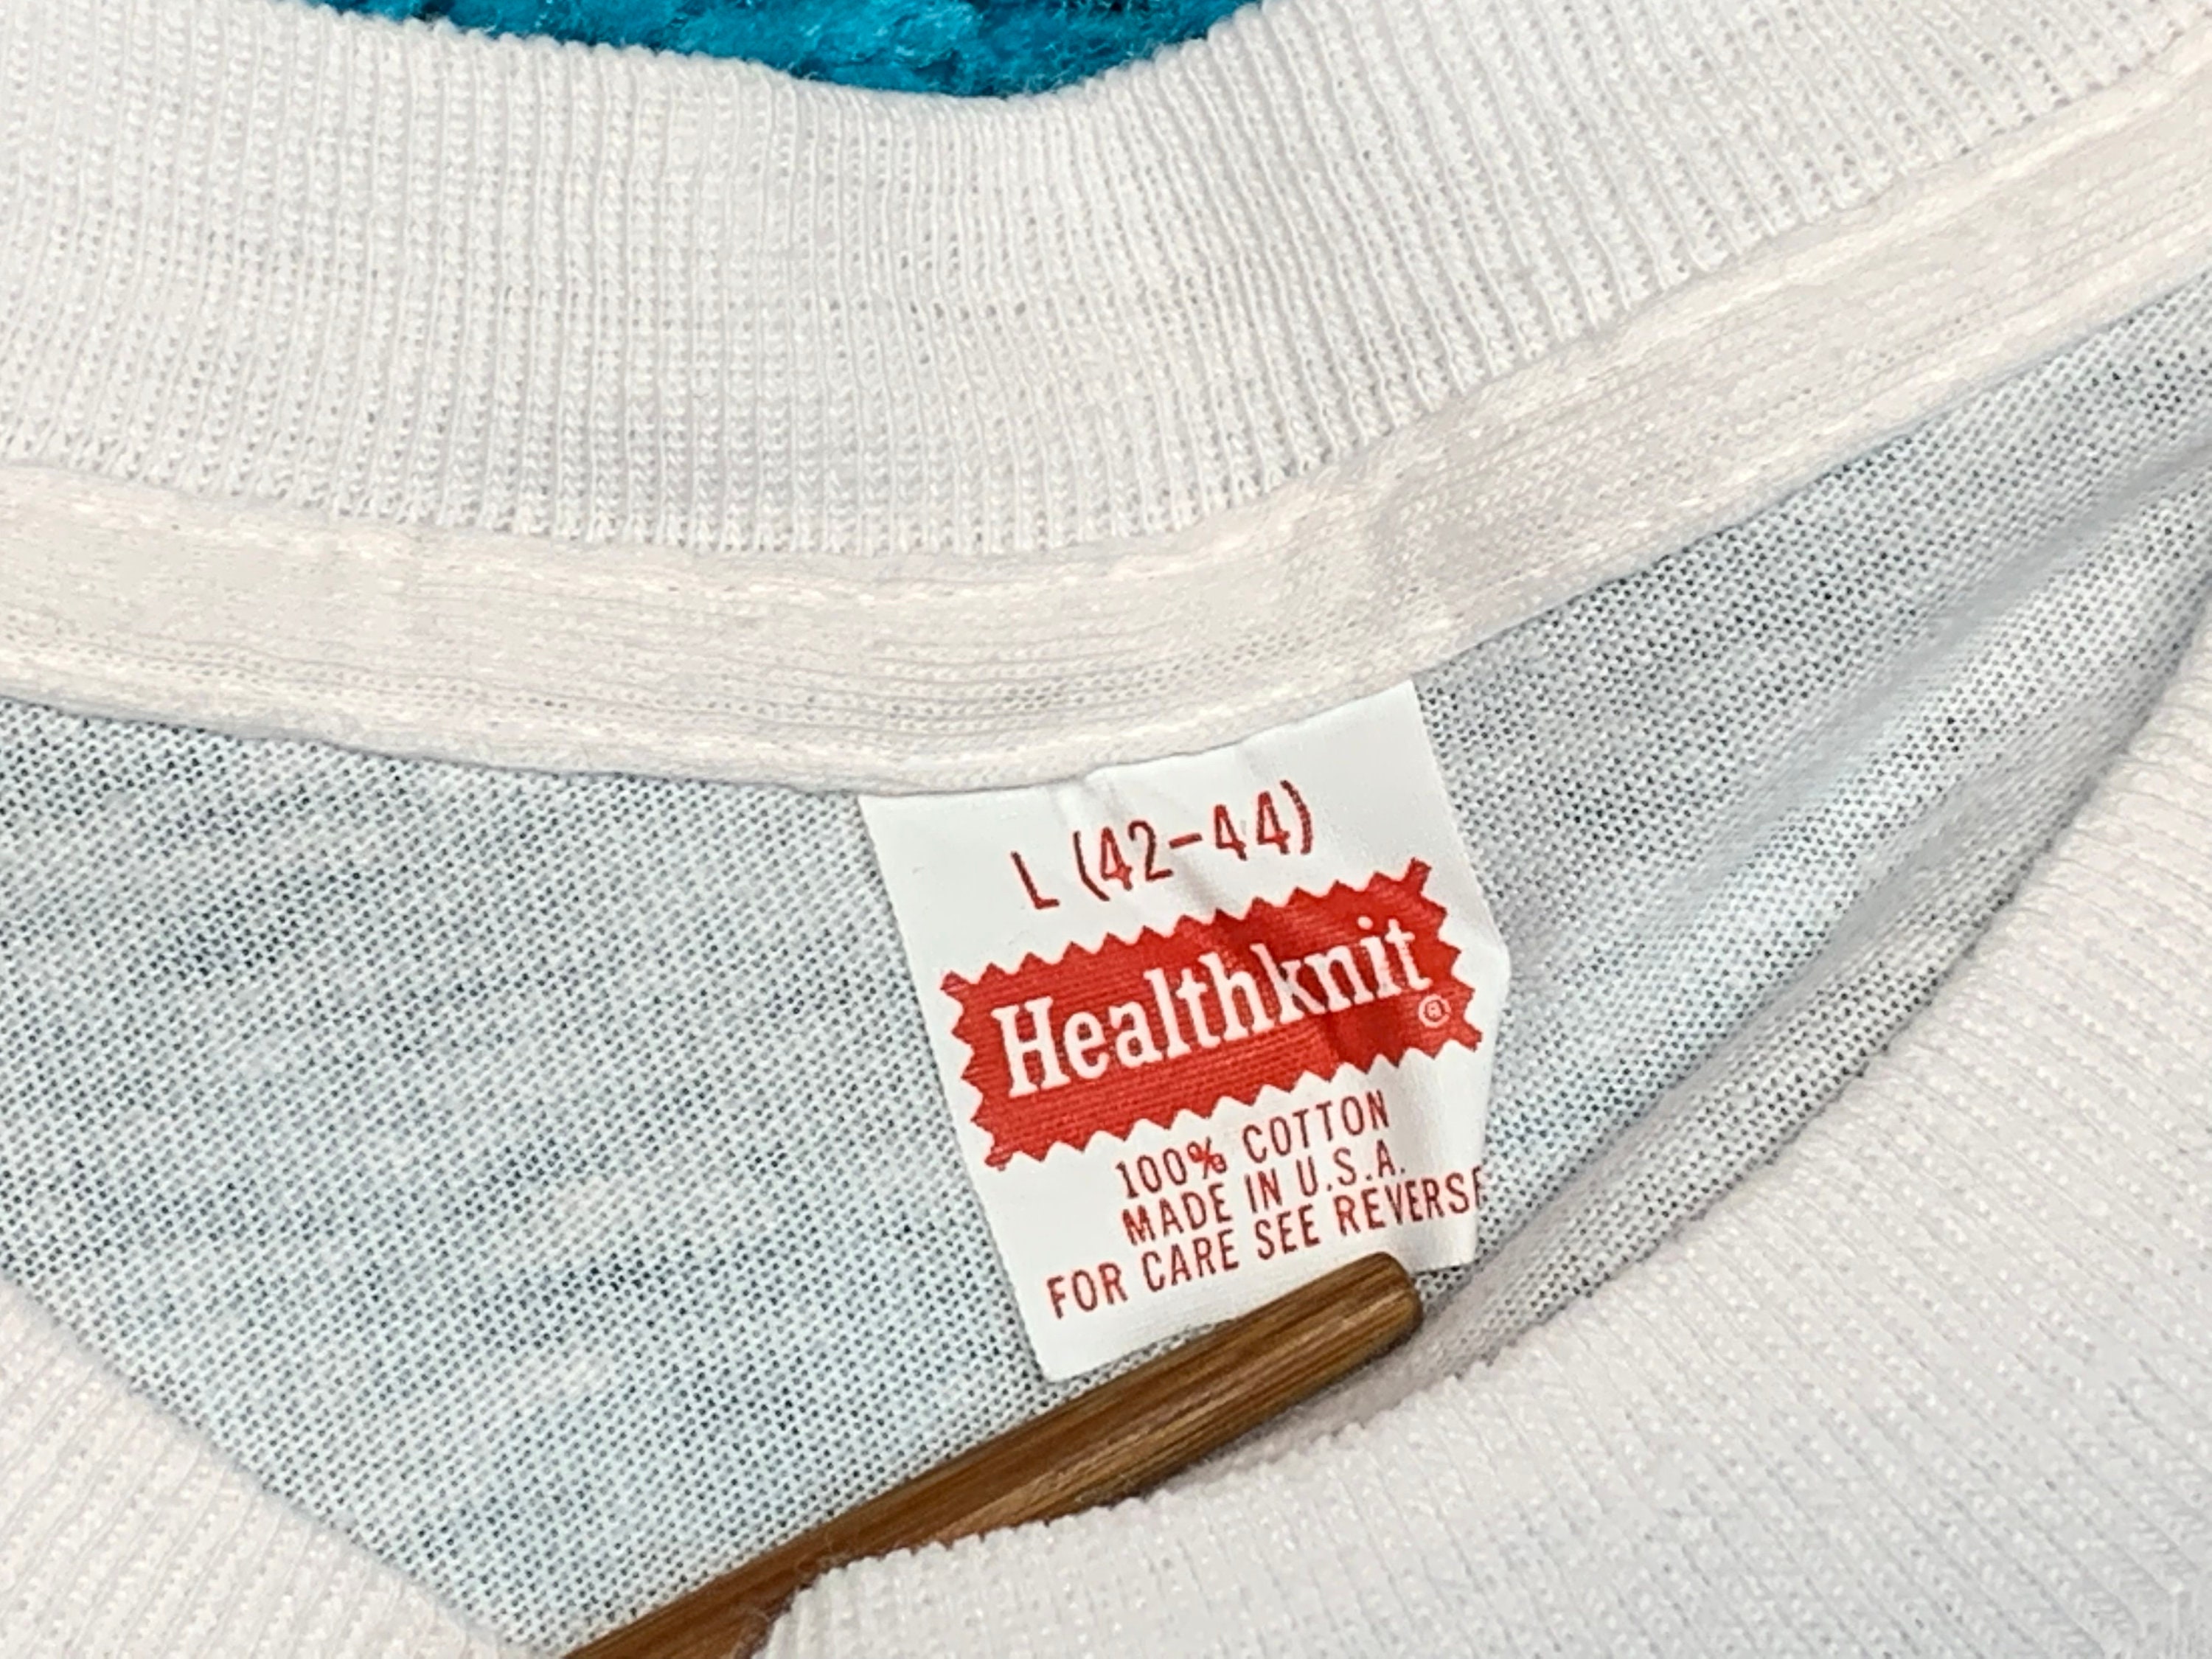 L (42-44)
Healthknit ®
100% COTTON
MADE IN U.S.A.
FOR CARE SEE REVERSE